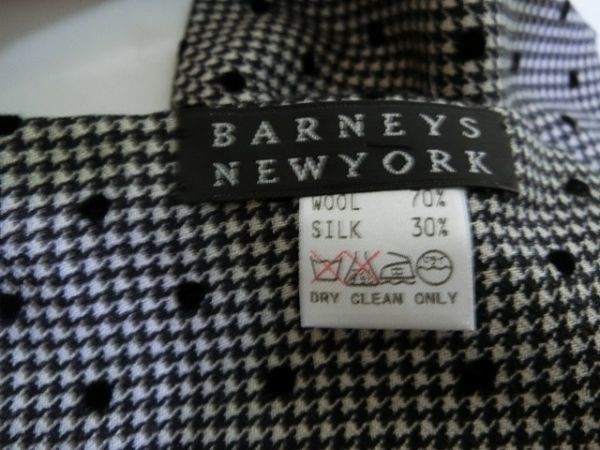 BARNEYS
NEWYORK
WOOL 70%
SILK 30%
DRY CLEAN ONLY